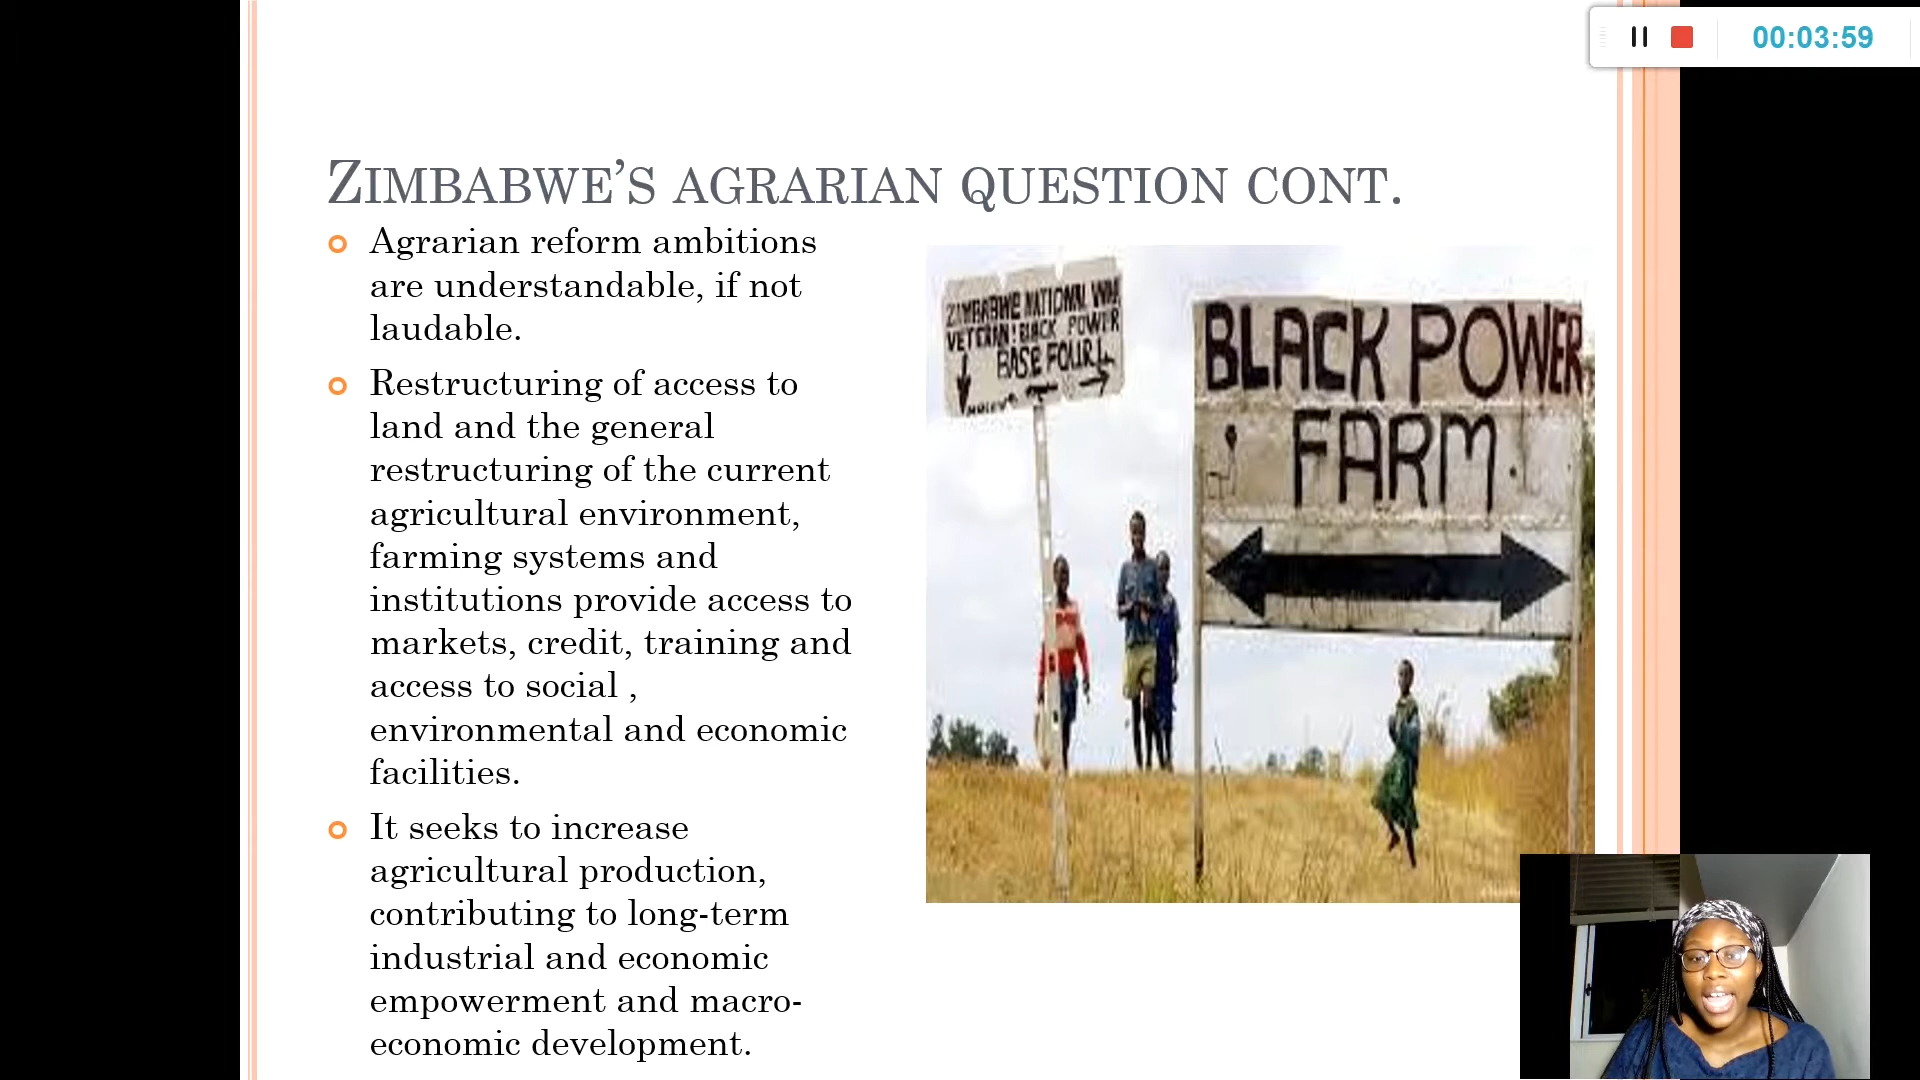 00:03:59
ZIMBABWE'S AGRARIAN QUESTION CONT.
Agrarian reform ambitions
are understandable, if not
laudable.
Restructuring of access to
land and the general
restructuring of the current
agricultural environment,
farming systems and
institutions provide access to
markets, credit, training and
access to social ,
environmental and economic
facilities.
It seeks to increase
agricultural production,
contributing to long-term
industrial and economic
empowerment and macro-
economic development.
ZIMBABWE NATIONAL WAR
VETERAN! BLACK POWER
BASE FOUR
BLACK POWER
FARM